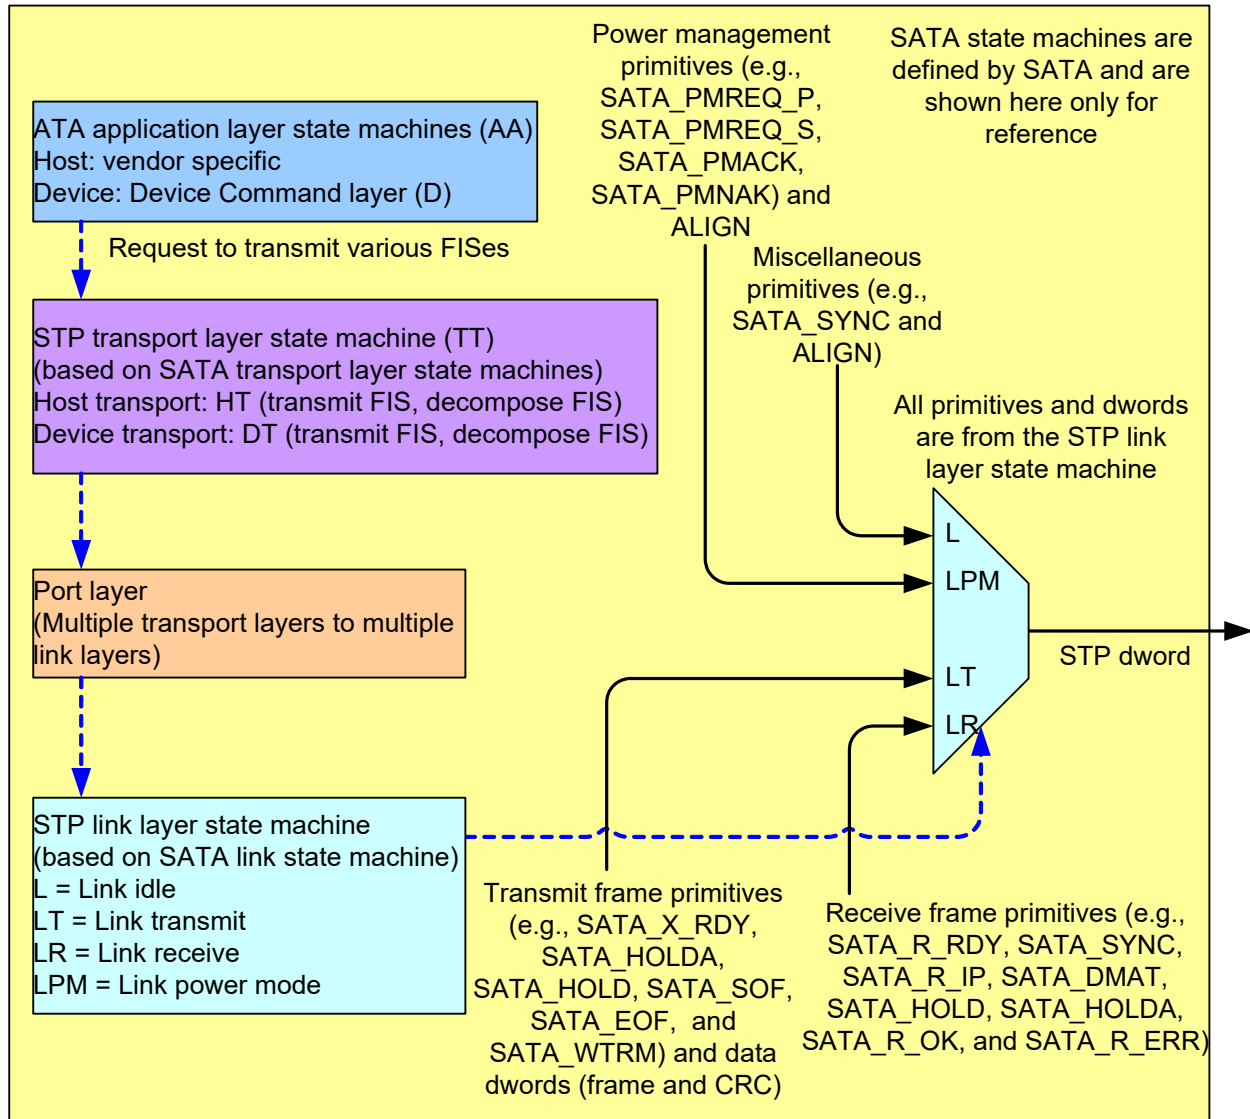 Power management
primitives (e.g.,
SATA_PMREQ_P,
SATA_PMREQ_S,
SATA_PMACK,
SATA_PMNAK) and
ALIGN
SATA state machines are
defined by SATA and are
shown here only for
reference
ATA application layer state machines (AA)
Host: vendor specific
Device: Device Command layer (D)
Request to transmit various FISes
Miscellaneous
primitives (e.g.,
SATA_SYNC and
ALIGN)
STP transport layer state machine (TT)
(based on SATA transport layer state machines)
Host transport: HT (transmit FIS, decompose FIS)
Device transport: DT (transmit FIS, decompose FIS)
All primitives and dwords
are from the STP link
layer state machine
L
LPM
LT
LR
STP dword
Port layer
(Multiple transport layers to multiple
link layers)
STP link layer state machine
(based on SATA link state machine)
L = Link idle
LT = Link transmit
LR = Link receive
LPM = Link power mode
Transmit frame primitives
(e.g., SATA_X_RDY,
SATA_HOLDA,
SATA_HOLD, SATA_SOF,
SATA_EOF,  and
SATA_WTRM) and data
dwords (frame and CRC)
Receive frame primitives (e.g.,
SATA_R_RDY, SATA_SYNC,
SATA_R_IP, SATA_DMAT,
SATA_HOLD, SATA_HOLDA,
SATA_R_OK, and SATA_R_ERR)